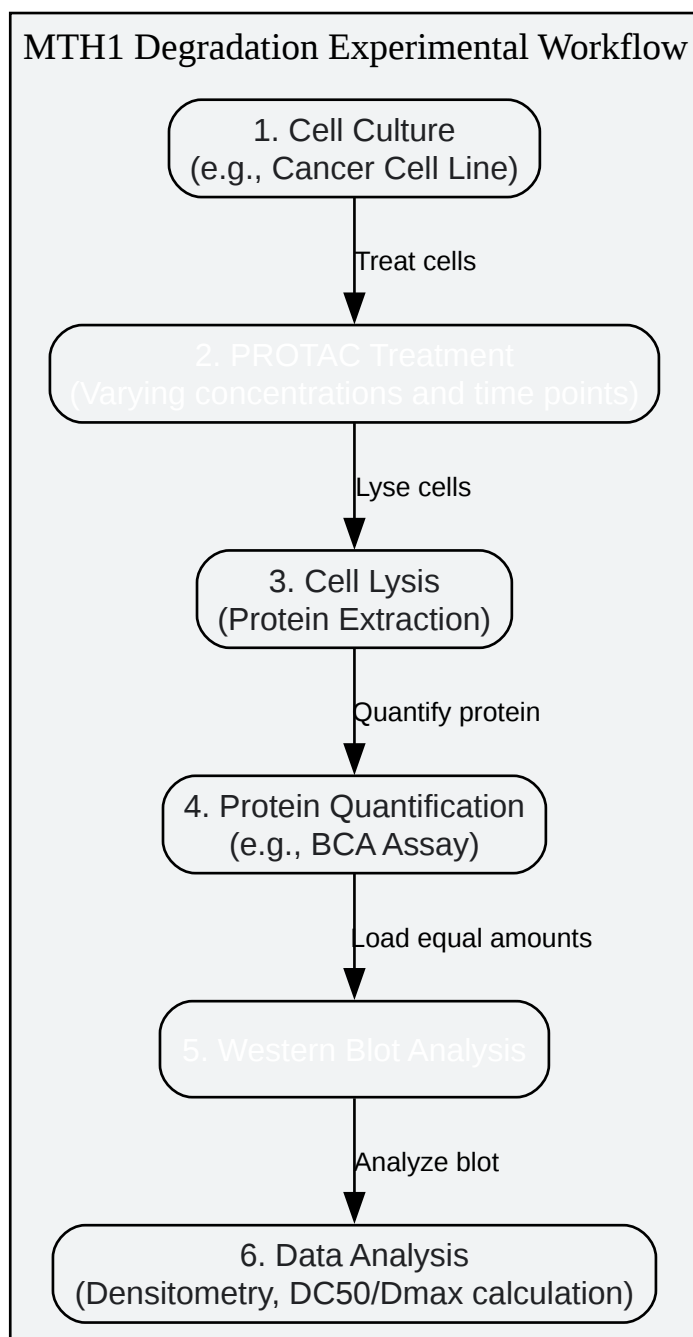 MTH1 Degradation Experimental Workflow
1. Cell Culture
(e.g., Cancer Cell Line)
Treat cells
2. PROTAC Treatment
(Varying concentrations and time points)
Lyse cells
3. Cell Lysis
(Protein Extraction)
Quantify protein
4. Protein Quantification
(e.g., BCA Assay)
Load equal amounts
5. Western Blot Analysis
Analyze blot
6. Data Analysis
(Densitometry, DC50/Dmax calculation)